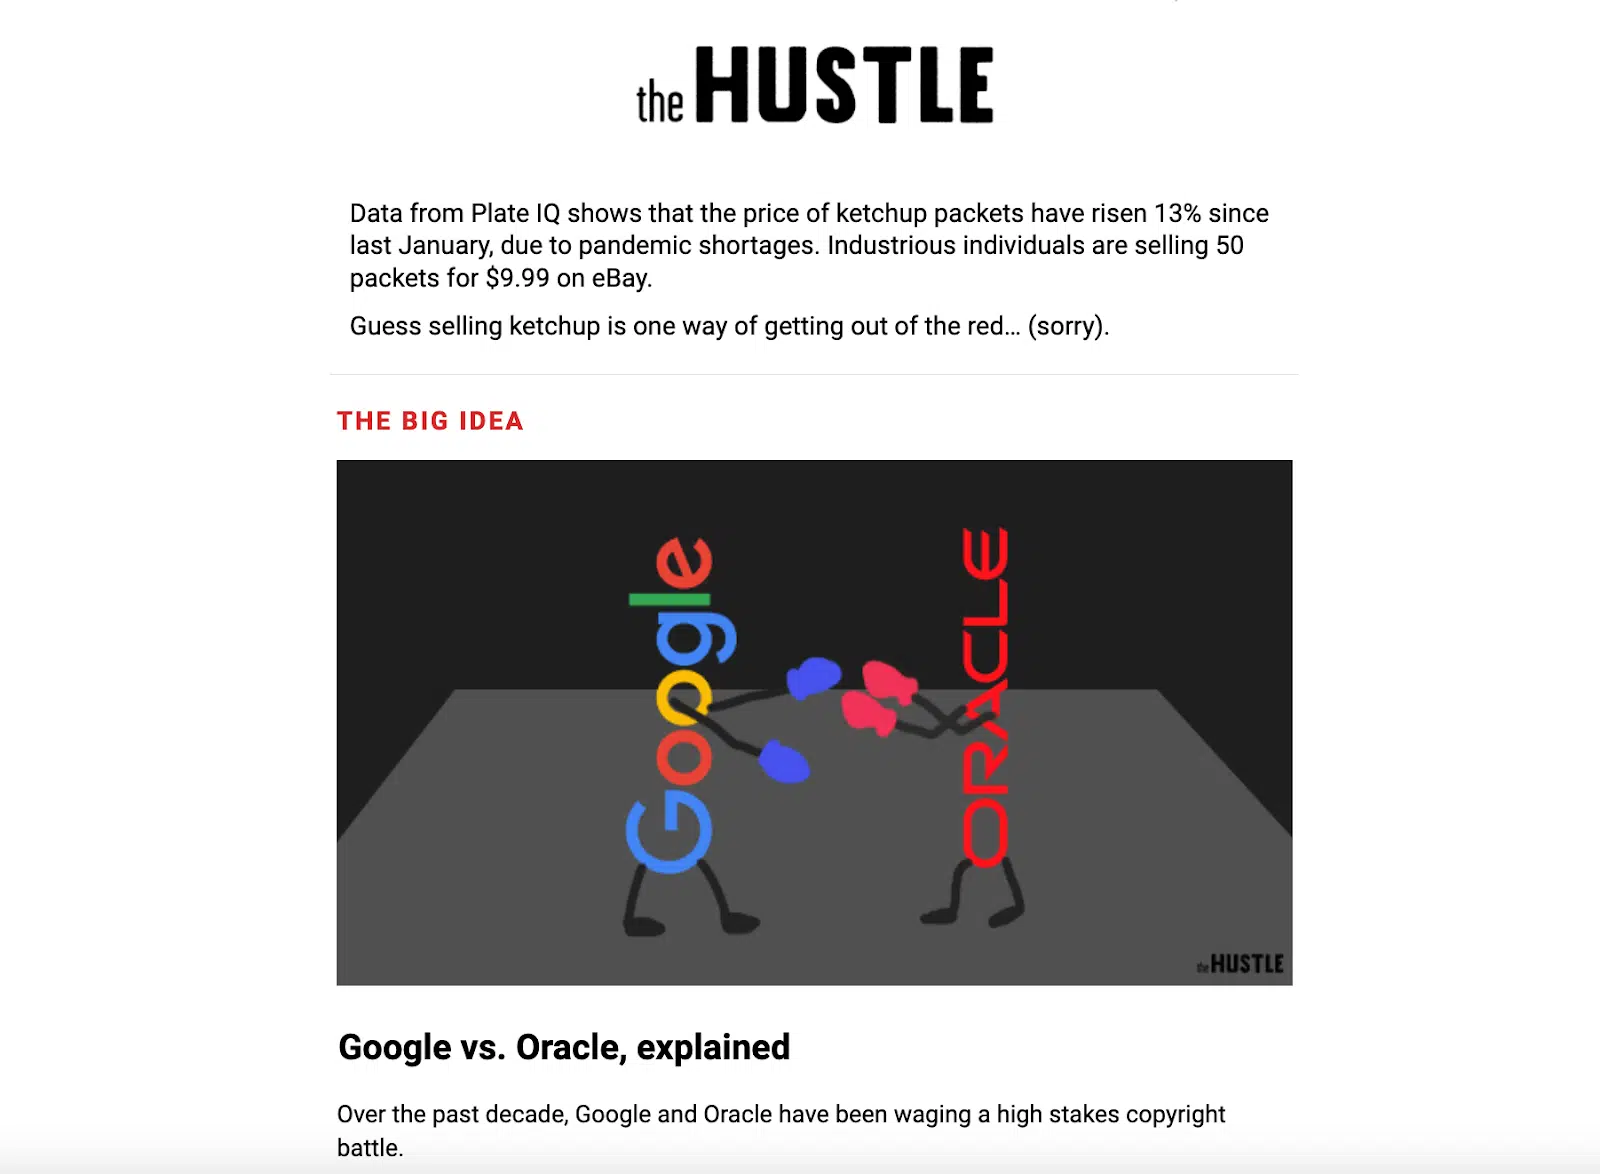 the HUSTLE
Data from Plate IQ shows that the price of ketchup packets have risen 13% since
last January, due to pandemic shortages. Industrious individuals are selling 50
packets for $9.99 on eBay.
Guess selling ketchup is one way of getting out of the red... (sorry).
THE BIG IDEA
Google
ORACLE
the HUSTLE
Google vs. Oracle, explained
Over the past decade, Google and Oracle have been waging a high stakes copyright
battle.